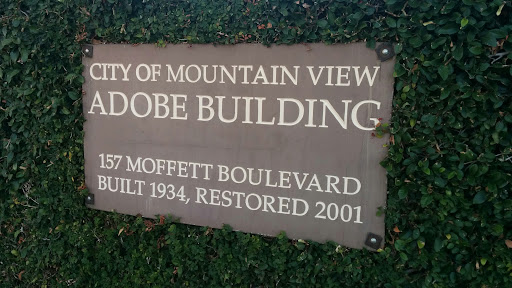 CITY OF MOUNTAIN VIEW
ADOBE BUILDING
157 MOFFETT BOULEVARD
BUILT 1934, RESTORED 2001